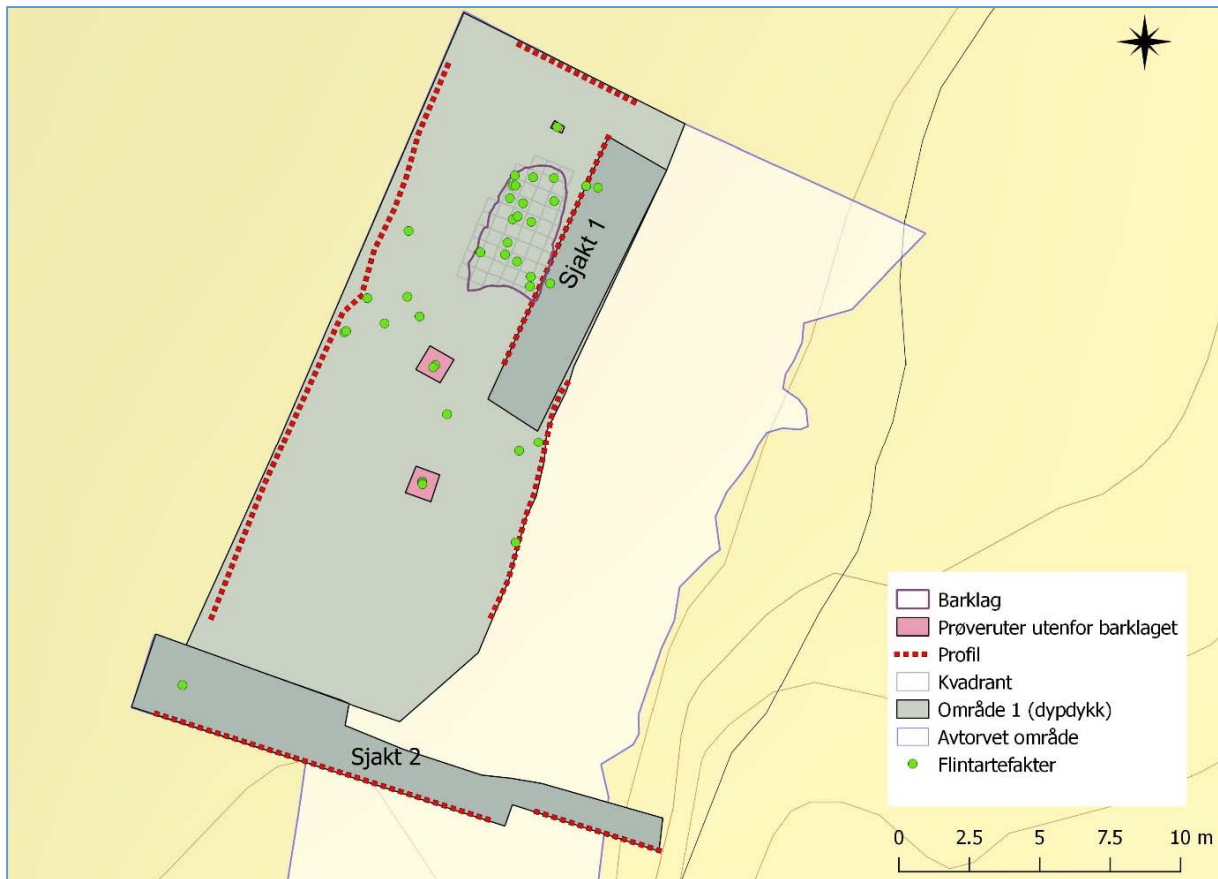 Sjakt 1
Sjakt 2
Barklag
Prøveruter utenfor barklaget
Profil
Kvadrant
Område 1 (dypdykk)
Avtorvet område
Flintartefakter
0 2.5 5 7.5 10 m